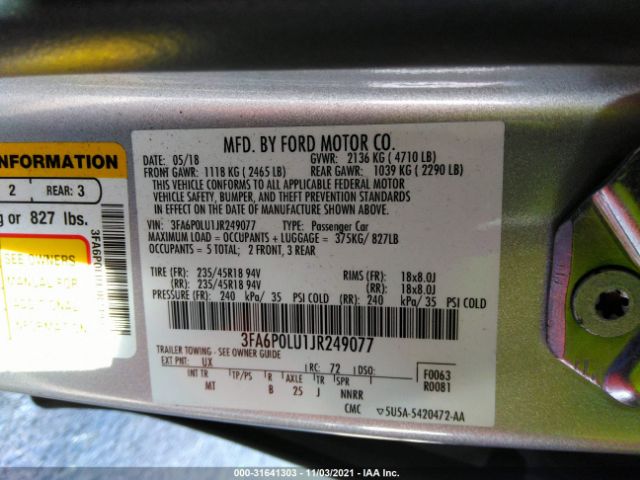 MFD. BY FORD MOTOR CO.
DATE: 05/18 GVWR: 2136 KG ( 4710 LB)
FRONT GAWR: 1118 KG ( 2465 LB) REAR GAWR: 1039 KG ( 2290 LB)
THIS VEHICLE CONFORMS TO ALL APPLICABLE FEDERAL MOTOR
VEHICLE SAFETY, BUMPER, AND THEFT PREVENTION STANDARDS
IN EFFECT ON THE DATE OF MANUFACTURE SHOWN ABOVE.
VIN: 3FA6P0LU1JR249077 TYPE: Passenger Car
MAXIMUM LOAD = OCCUPANTS + LUGGAGE = 375KG/ 827LB
OCCUPANTS = 5 TOTAL; 2 FRONT, 3 REAR
TIRE (FR): 235/45R18 94V RIMS (FR): 18x8.0J
(RR): 235/45R18 94V (RR): 18x8.0J
PRESSURE (FR): 240 kPa/ 35 PSI COLD (RR): 240 kPa/ 35 PSI COLD
3FA6P0LU1JR249077
TRAILER TOWING - SEE OWNER GUIDE
EXT PNT: UX RC: 72 DSO: F0063
INT TR TP/PS R AXLE TR SPR R0081
MT B 25 J NNRR
CMC 5U5A-5420472-AA
INFORMATION
2 REAR: 3
g or 827 lbs.
SEE OWNERS
MANUAL FOR
ADDITIONAL
INFORMATION
000-31641303 - 11/03/2021 - IAA Inc.